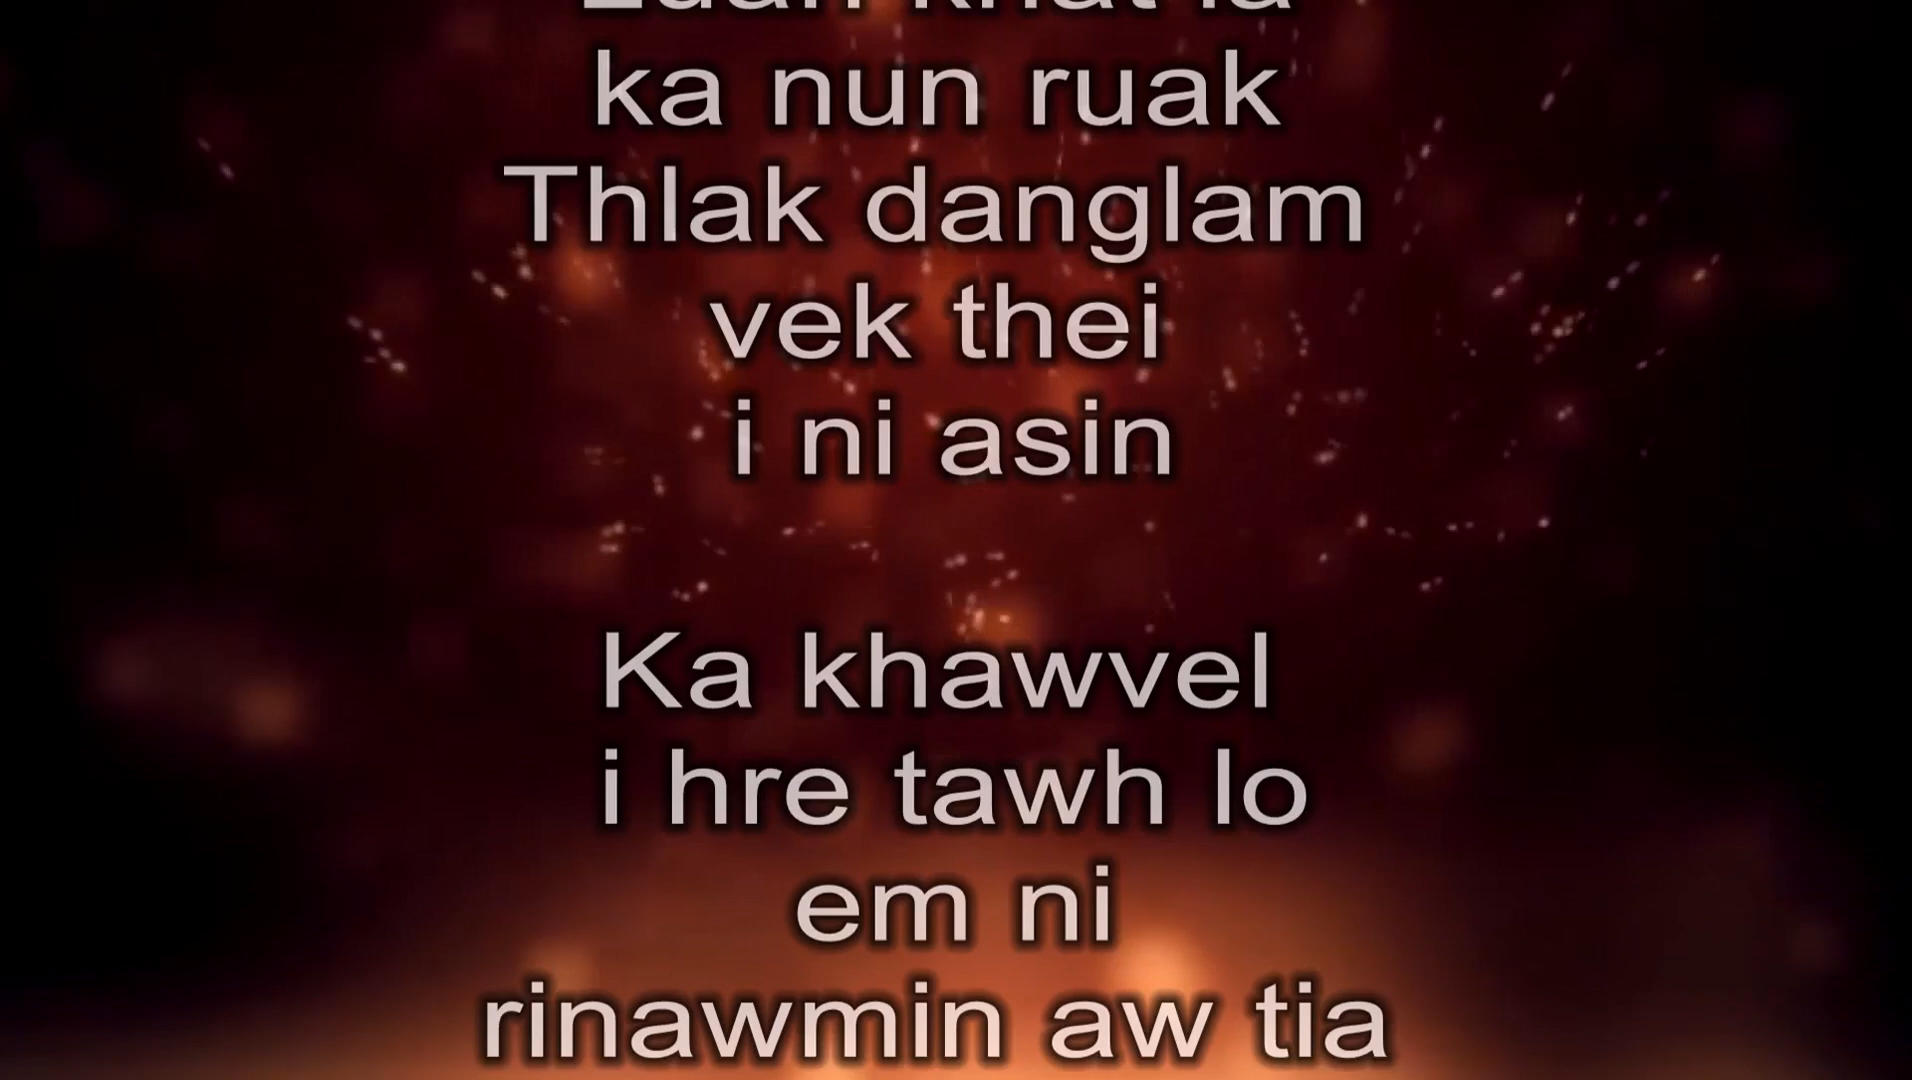 ka nun ruak
Thlak danglam
vek thei
i ni asin
Ka khawvel
i hre tawh lo
em ni
rinawmin aw tia